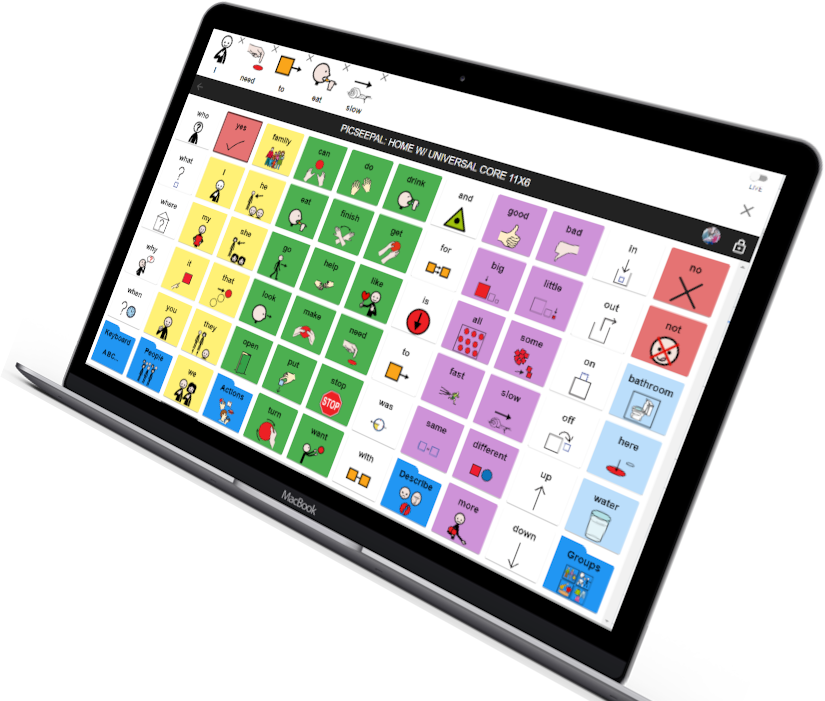 I need to eat slow
LIVE
PICSEEPAL: HOME W/ UNIVERSAL CORE 11X6
who yes family can do drink and good bad in no
what I he eat finish get for big little out not
where my she go help like is all some on bathroom
why it that look make need to fast slow off here
when you they open put stop was same different up water
Keyboard People we Actions turn want with Describe more down Groups
ABC...
STOP
MacBook